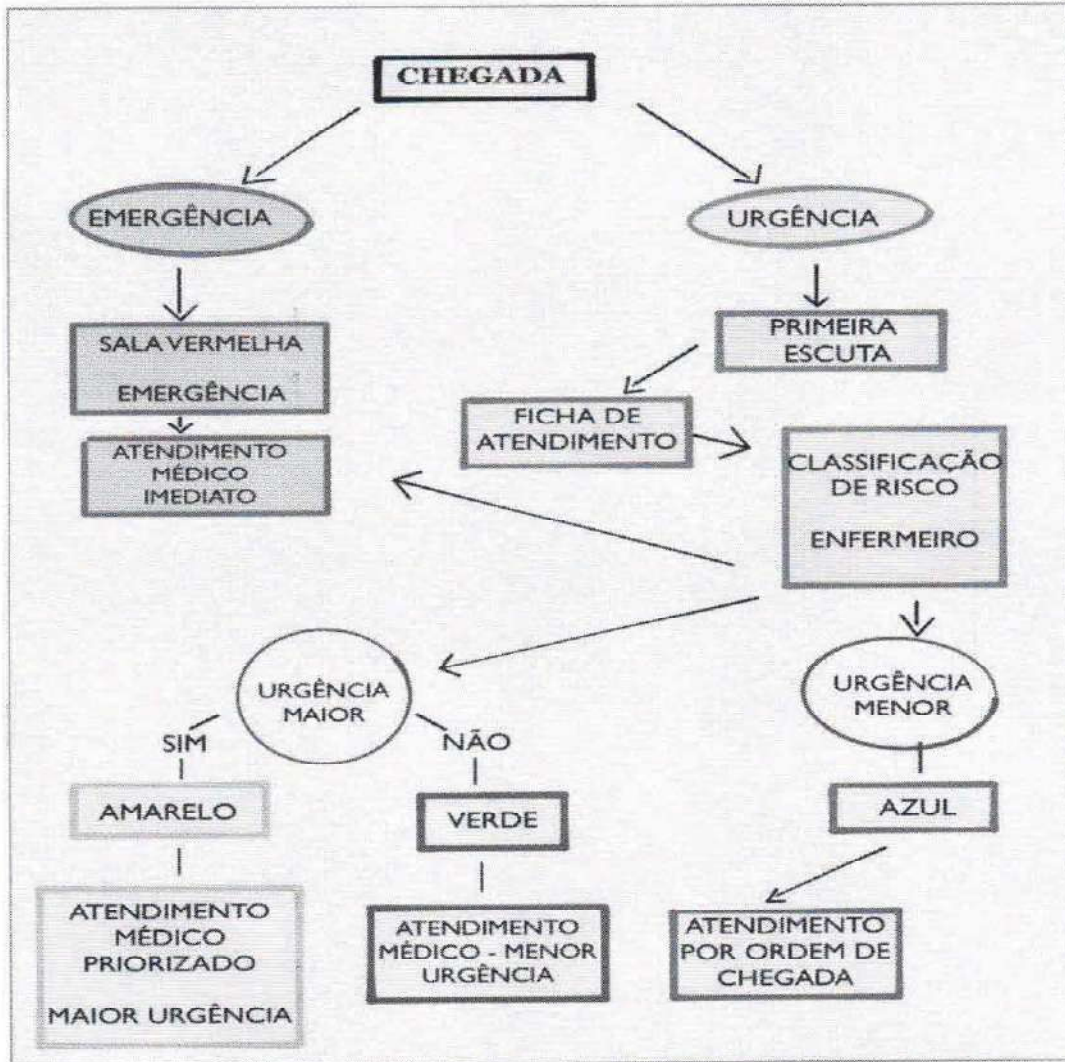 CHEGADA
EMERGÊNCIA
URGÊNCIA
SALA VERMELHA
EMERGÊNCIA
ATENDIMENTO
MÉDICO
IMEDIATO
PRIMEIRA
ESCUTA
FICHA DE
ATENDIMENTO
CLASSIFICAÇÃO
DE RISCO
ENFERMEIRO
URGÊNCIA
MAIOR
SIM
NÃO
AMARELO
VERDE
ATENDIMENTO
MÉDICO
PRIORIZADO
MAIOR URGÊNCIA
ATENDIMENTO
MÉDICO - MENOR
URGÊNCIA
URGÊNCIA
MENOR
AZUL
ATENDIMENTO
POR ORDEM DE
CHEGADA